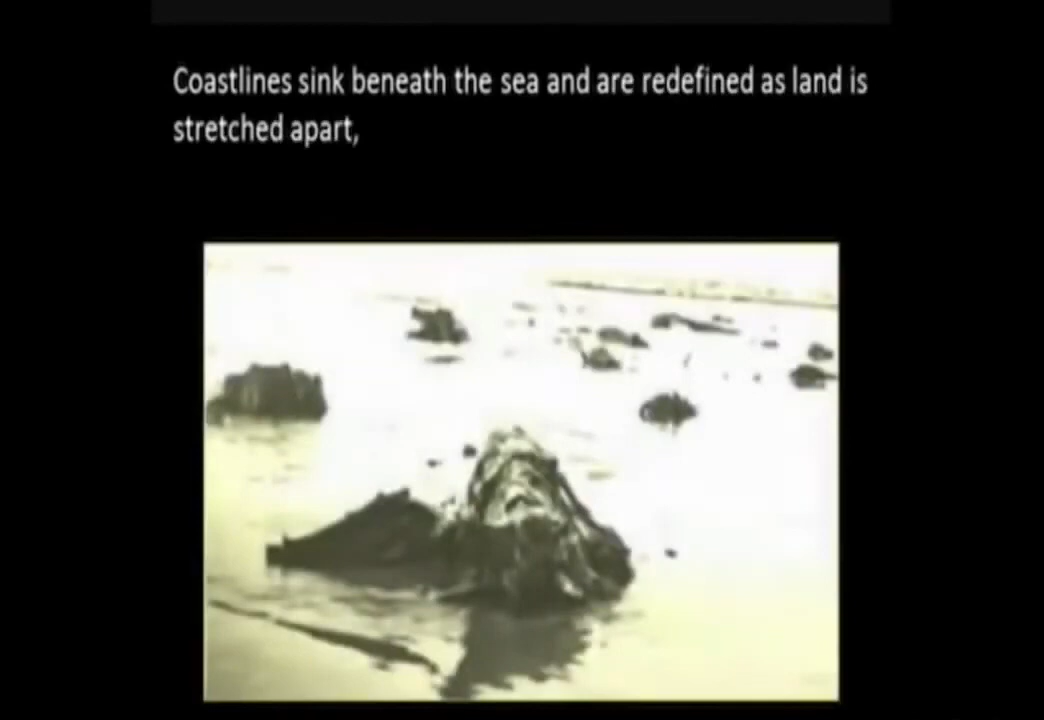 Coastlines sink beneath the sea and are redefined as land is
stretched apart,